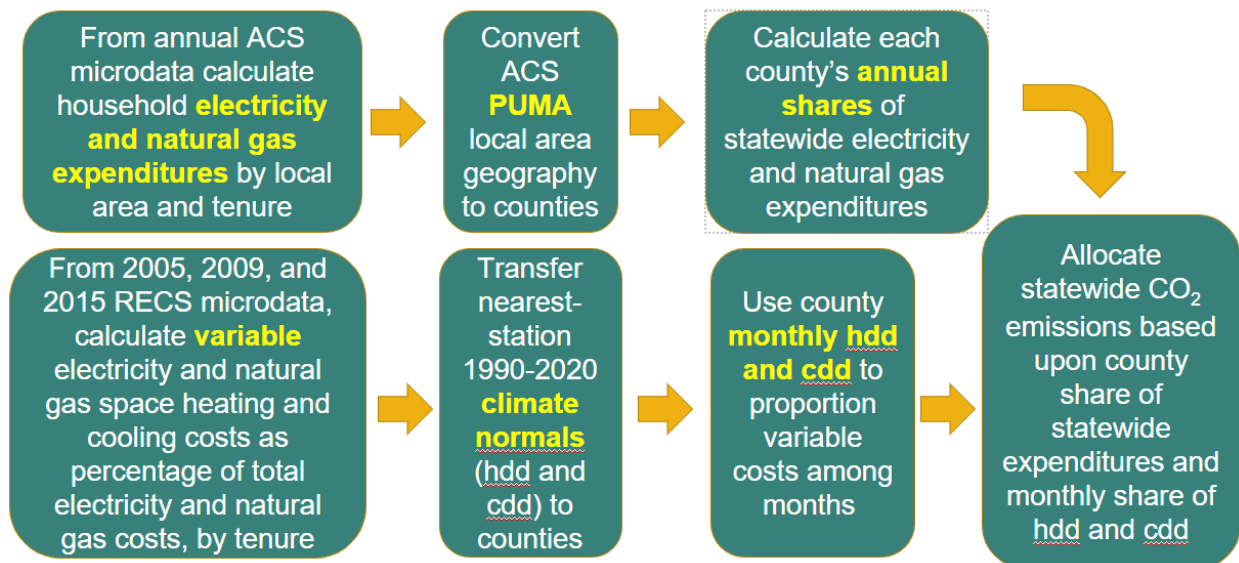 From annual ACS
microdata calculate
household electricity
and natural gas
expenditures by local
area and tenure
Convert
ACS
PUMA
local area
geography
to counties
Calculate each
county’s annual
shares of
statewide electricity
and natural gas
expenditures
From 2005, 2009, and
2015 RECS microdata,
calculate variable
electricity and natural
gas space heating and
cooling costs as
percentage of total
electricity and natural
gas costs, by tenure
Transfer
nearest-
station
1990-2020
climate
normals
(hdd and
cdd) to
counties
Use county
monthly hdd
and cdd to
proportion
variable
costs among
months
Allocate
statewide CO₂
emissions based
upon county
share of
statewide
expenditures and
monthly share of
hdd and cdd